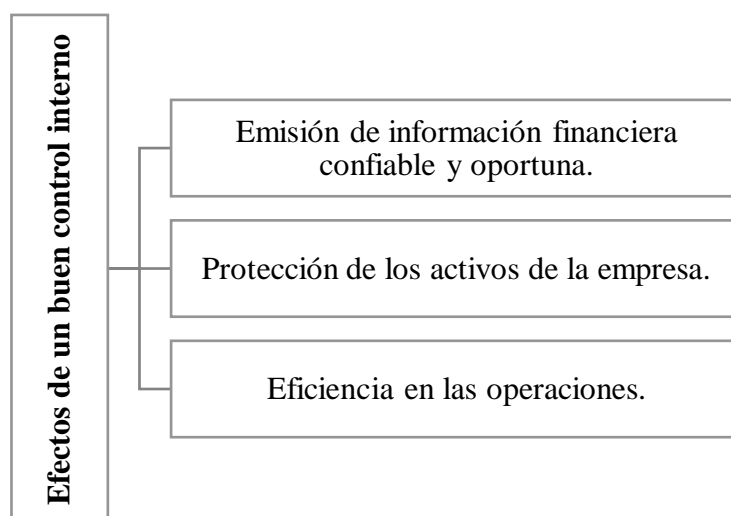 Efectos de un buen control interno
Emisión de información financiera
confiable y oportuna.
Protección de los activos de la empresa.
Eficiencia en las operaciones.